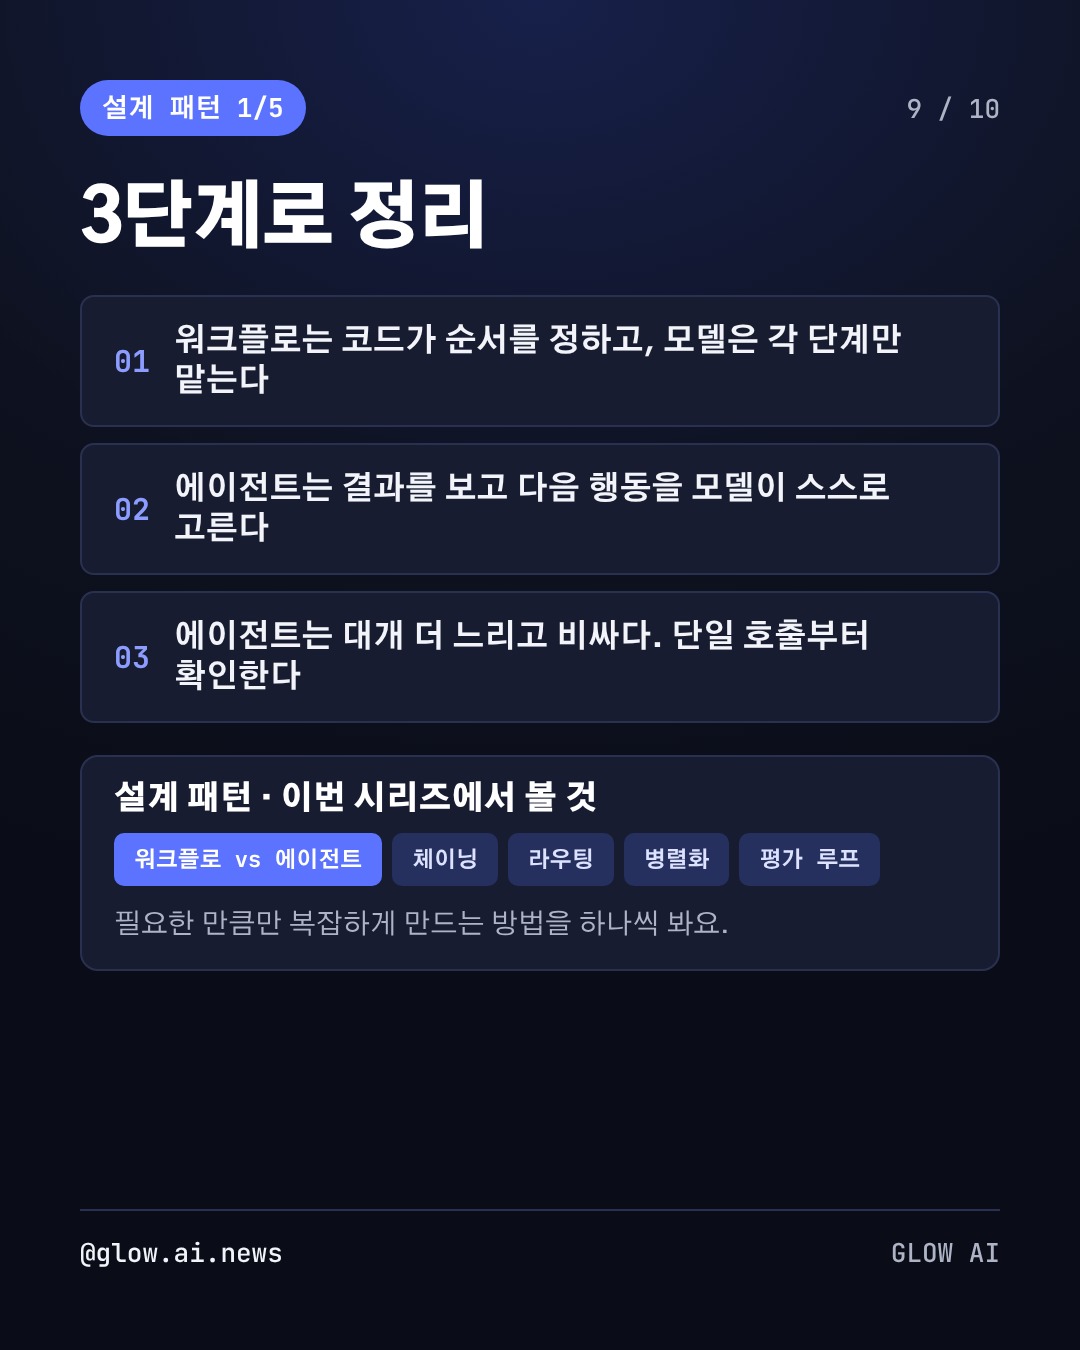 설계 패턴 1/5
9 / 10
3단계로 정리
01
워크플로는 코드가 순서를 정하고, 모델은 각 단계만
맡는다
02
에이전트는 결과를 보고 다음 행동을 모델이 스스로
고른다
03
에이전트는 대개 더 느리고 비싸다. 단일 호출부터
확인한다
설계 패턴 · 이번 시리즈에서 볼 것
워크플로 vs 에이전트 체이닝 라우팅 병렬화 평가 루프
필요한 만큼만 복잡하게 만드는 방법을 하나씩 봐요.
@glow.ai.news
GLOW AI